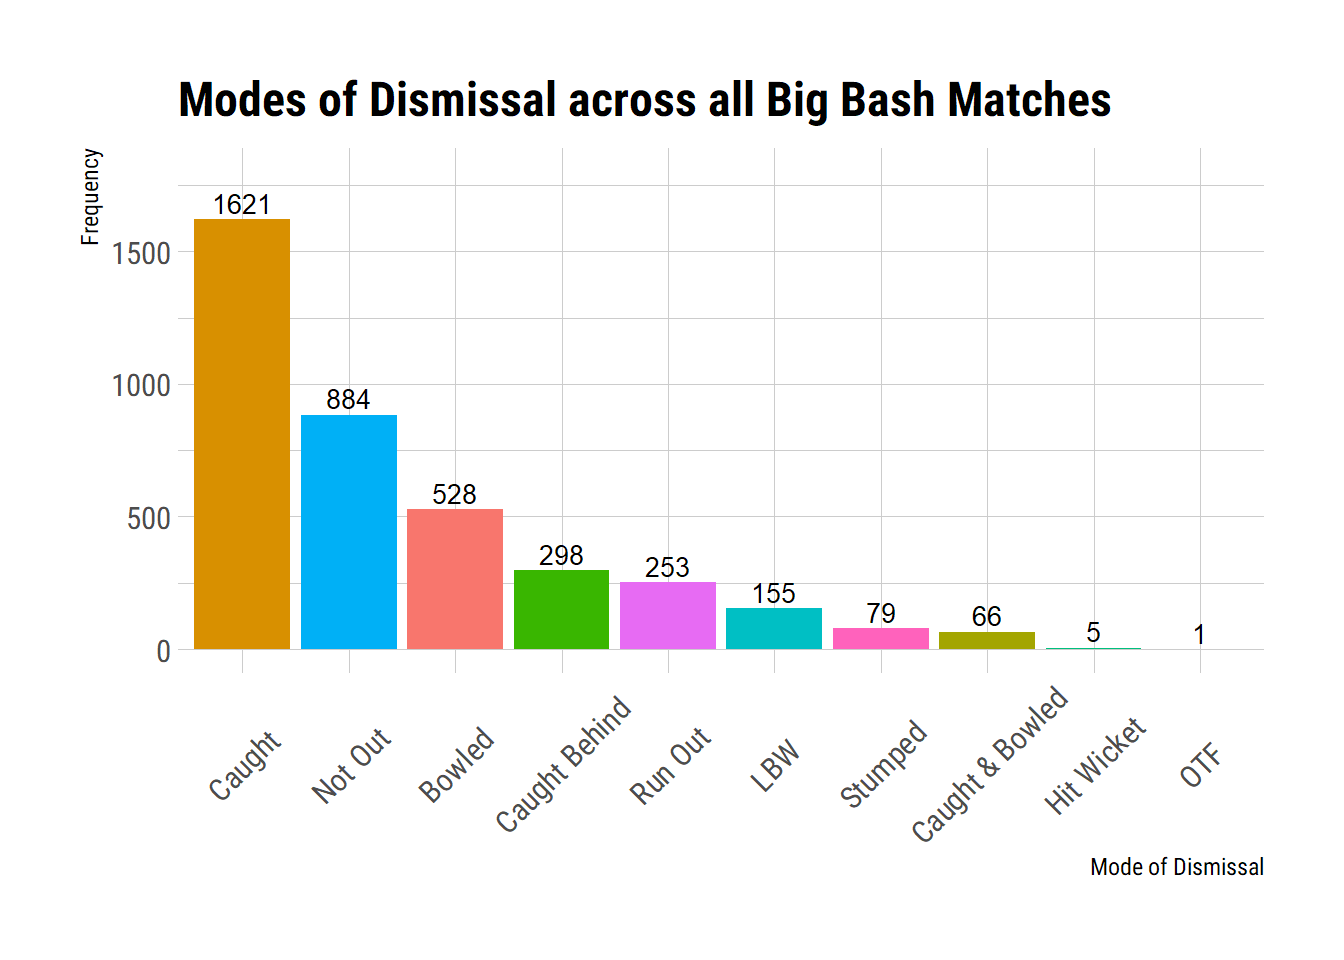 Modes of Dismissal across all Big Bash Matches
Frequency
1500
1000
500
0
1621
884
528
298
253
155
79
66
5
1
Caught
Not Out
Bowled
Caught Behind
Run Out
LBW
Stumped
Caught & Bowled
Hit Wicket
OTF
Mode of Dismissal